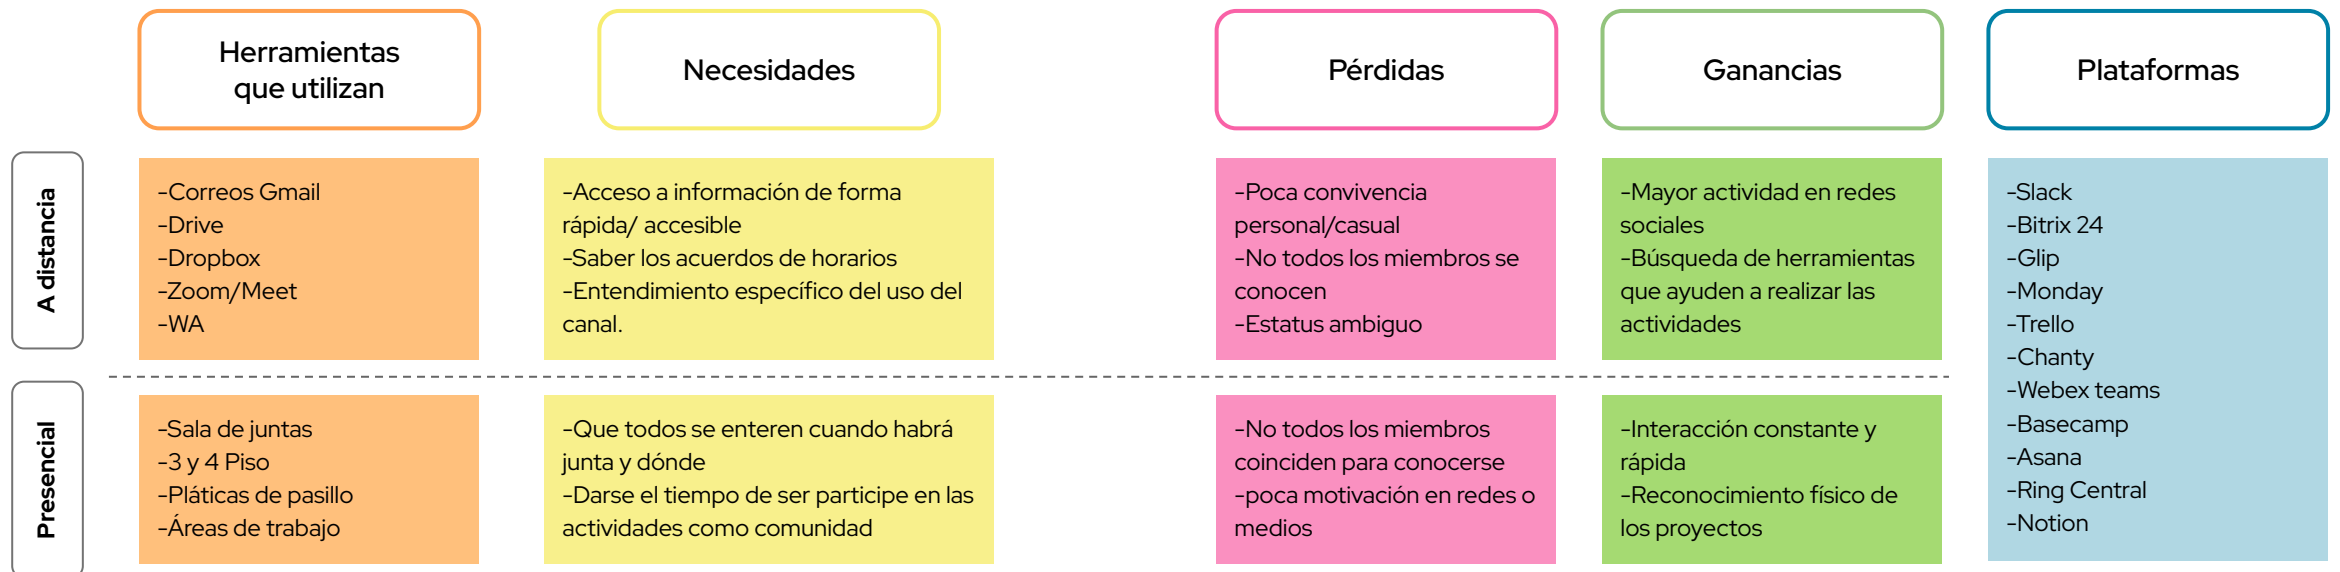 Herramientas
que utilizan
Necesidades
Pérdidas
Ganancias
Plataformas
A distancia
-Correos Gmail
-Drive
-Dropbox
-Zoom/Meet
-WA
-Acceso a información de forma
rápida/ accesible
-Saber los acuerdos de horarios
-Entendimiento específico del uso del
canal.
-Poca convivencia
personal/casual
-No todos los miembros se
conocen
-Estatus ambiguo
-Mayor actividad en redes
sociales
-Búsqueda de herramientas
que ayuden a realizar las
actividades
-Slack
-Bitrix 24
-Glip
-Monday
-Trello
-Chanty
-Webex teams
-Basecamp
-Asana
-Ring Central
-Notion
Presencial
-Sala de juntas
-3 y 4 Piso
-Pláticas de pasillo
-Áreas de trabajo
-Que todos se enteren cuando habrá
junta y dónde
-Darse el tiempo de ser participe en las
actividades como comunidad
-No todos los miembros
coinciden para conocerse
-poca motivación en redes o
medios
-Interacción constante y
rápida
-Reconocimiento físico de
los proyectos